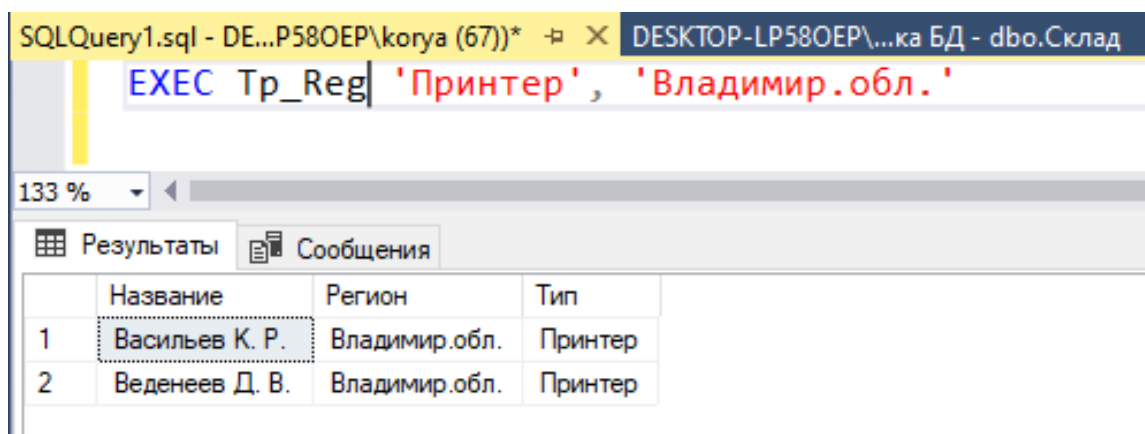 SQLQuery1.sql - DE...P58OEP\korya (67))* DESKTOP-LP58OEP\...ка БД - dbo.Склад
EXEC Tp_Reg 'Принтер', 'Владимир.обл.'
133 %
Результаты Сообщения
Название Регион Тип
1 Васильев К. Р. Владимир.обл. Принтер
2 Веденеев Д. В. Владимир.обл. Принтер